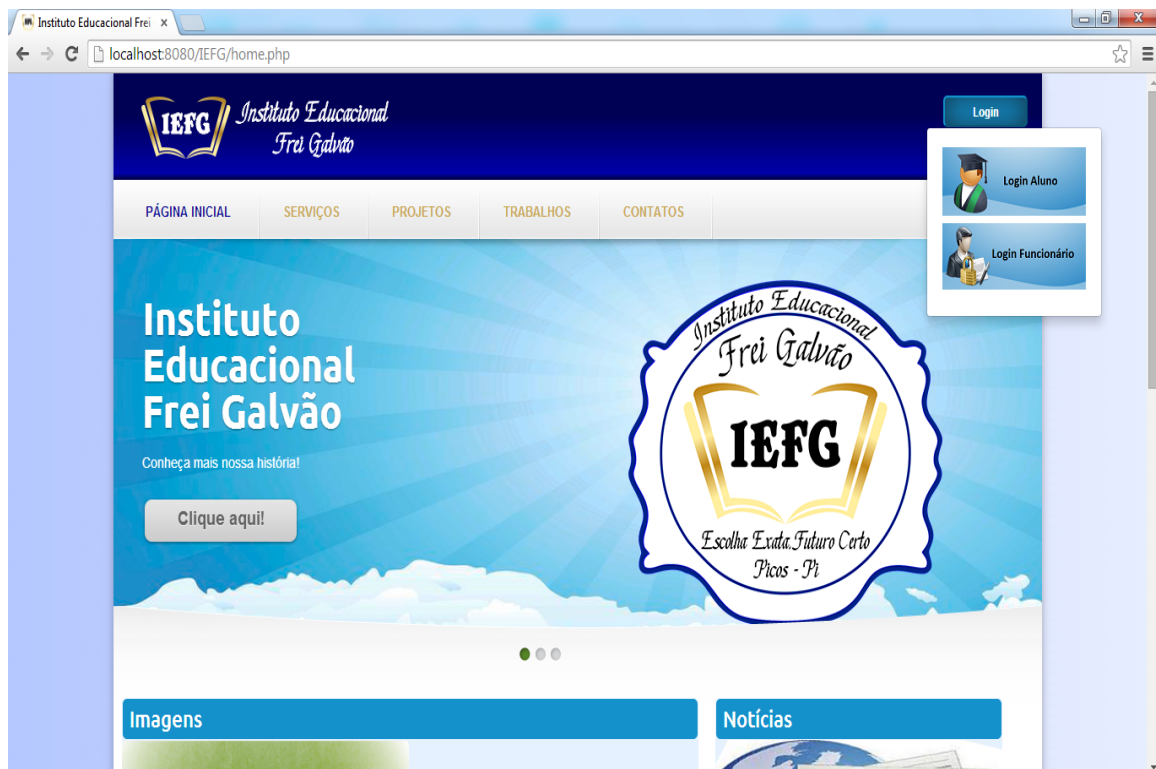 Instituto Educacional Frei
localhost:8080/IEFG/home.php
IEFG
Instituto Educacional
Frei Galvão
Login
Login Aluno
Login Funcionário
PÁGINA INICIAL
SERVIÇOS
PROJETOS
TRABALHOS
CONTATOS
Instituto
Educacional
Frei Galvão
Conheça mais nossa história!
Clique aqui!
Instituto Educacional
Frei Galvão
IEFG
Escolha Exata,Futuro Certo
Picos - Pi
Imagens
Notícias